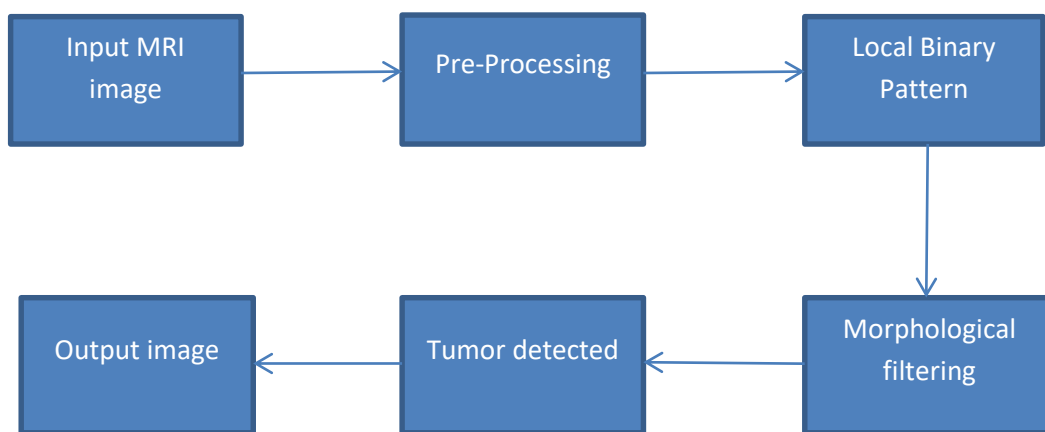 Input MRI
image
Pre-Processing
Local Binary
Pattern
Morphological
filtering
Tumor detected
Output image